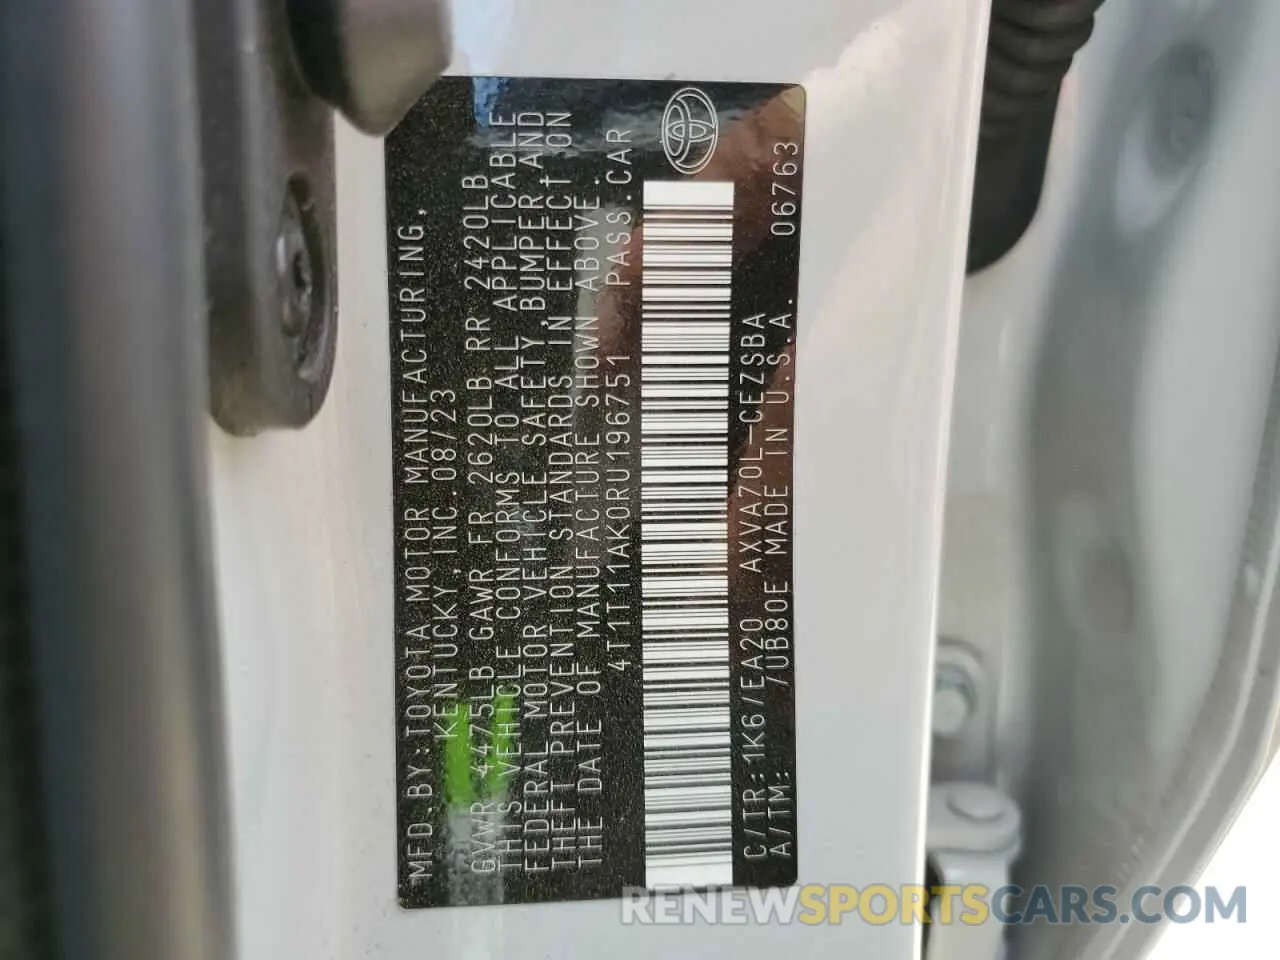 MFD.BY:TOYOTA MOTOR MANUFACTURING,
KENTUCKY,INC.08/23
GVWR 4475LB GAWR FR 2620LB RR 2420LB
THIS VEHICLE CONFORMS TO ALL APPLICABLE
FEDERAL MOTOR VEHICLE SAFETY,BUMPER,AND
THEFT PREVENTION STANDARDS IN EFFECT ON
THE DATE OF MANUFACTURE SHOWN ABOVE.
4T1T11AK0RU196751 PASS.CAR
C/TR:1K6/EA20 AXVA70L-CEZSBA
A/TM: /UB80E MADE IN U.S.A. 06763
RENEWSPORTSCARS.COM